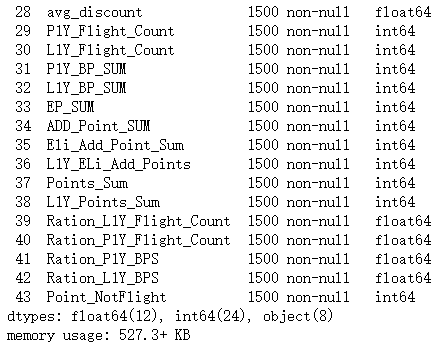 28 avg_discount 1500 non-null float64
29 P1Y_Flight_Count 1500 non-null int64
30 L1Y_Flight_Count 1500 non-null int64
31 P1Y_BP_SUM 1500 non-null int64
32 L1Y_BP_SUM 1500 non-null int64
33 EP_SUM 1500 non-null int64
34 ADD_Point_SUM 1500 non-null int64
35 Eli_Add_Point_Sum 1500 non-null int64
36 L1Y_ELi_Add_Points 1500 non-null int64
37 Points_Sum 1500 non-null int64
38 L1Y_Points_Sum 1500 non-null int64
39 Ration_L1Y_Flight_Count 1500 non-null float64
40 Ration_P1Y_Flight_Count 1500 non-null float64
41 Ration_P1Y_BPS 1500 non-null float64
42 Ration_L1Y_BPS 1500 non-null float64
43 Point_NotFlight 1500 non-null int64
dtypes: float64(12), int64(24), object(8)
memory usage: 527.3+ KB